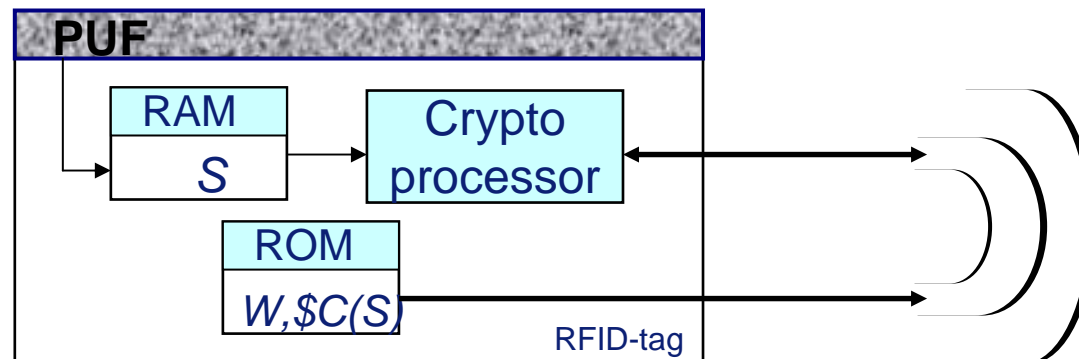 PUF
RAM
S
Crypto
processor
ROM
W,$C(S)
RFID-tag